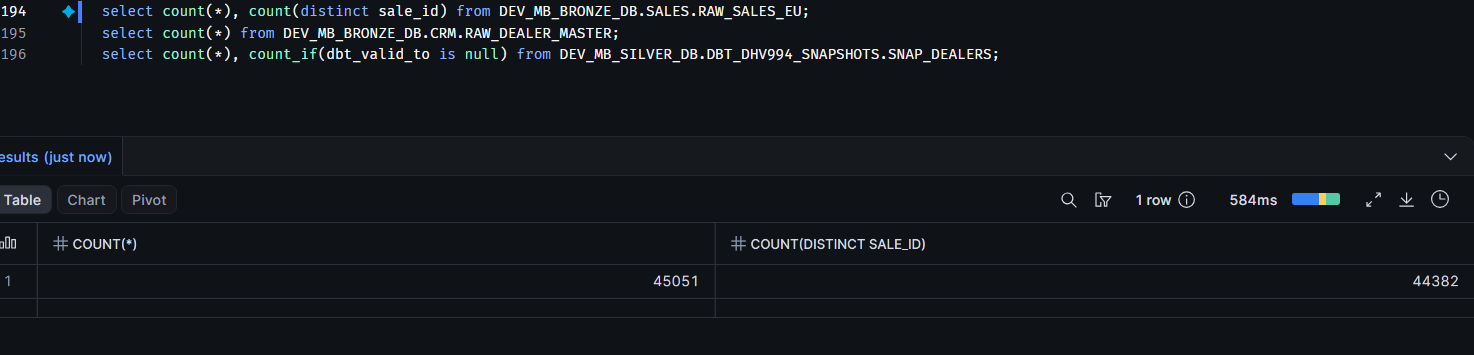 194 select count(*), count(distinct sale_id) from DEV_MB_BRONZE_DB.SALES.RAW_SALES_EU;
195 select count(*) from DEV_MB_BRONZE_DB.CRM.RAW_DEALER_MASTER;
196 select count(*), count_if(dbt_valid_to is null) from DEV_MB_SILVER_DB.DBT_DHV994_SNAPSHOTS.SNAP_DEALERS;
esults (just now)
Table Chart Pivot 1 row 584ms
COUNT(*) COUNT(DISTINCT SALE_ID)
1 45051 44382